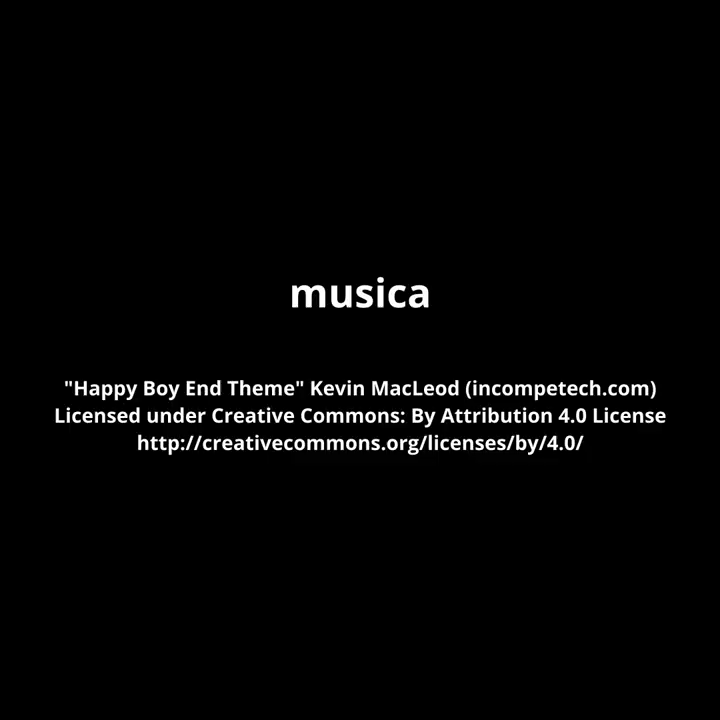 musica
"Happy Boy End Theme" Kevin MacLeod (incompetech.com)
Licensed under Creative Commons: By Attribution 4.0 License
http://creativecommons.org/licenses/by/4.0/